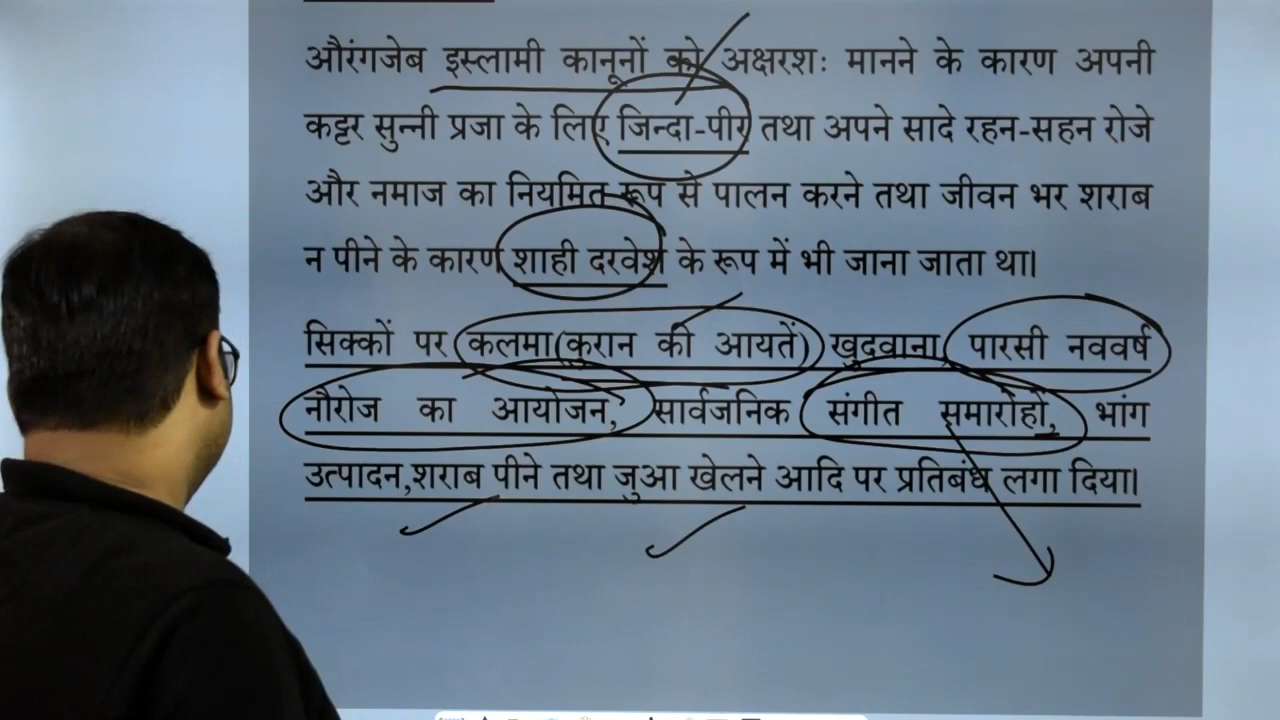 औरंगजेब इस्लामी कानूनों को अक्षरशः मानने के कारण अपनी
कट्टर सुन्नी प्रजा के लिए जिन्दा-पीर तथा अपने सादे रहन-सहन रोजे
और नमाज का नियमित रूप से पालन करने तथा जीवन भर शराब
न पीने के कारण शाही दरवेश के रूप में भी जाना जाता था।
सिक्कों पर कलमा(कुरान की आयतें) खुदवाना, पारसी नववर्ष
नौरोज का आयोजन, सार्वजनिक संगीत समारोहों, भांग
उत्पादन,शराब पीने तथा जुआ खेलने आदि पर प्रतिबंध लगा दिया।